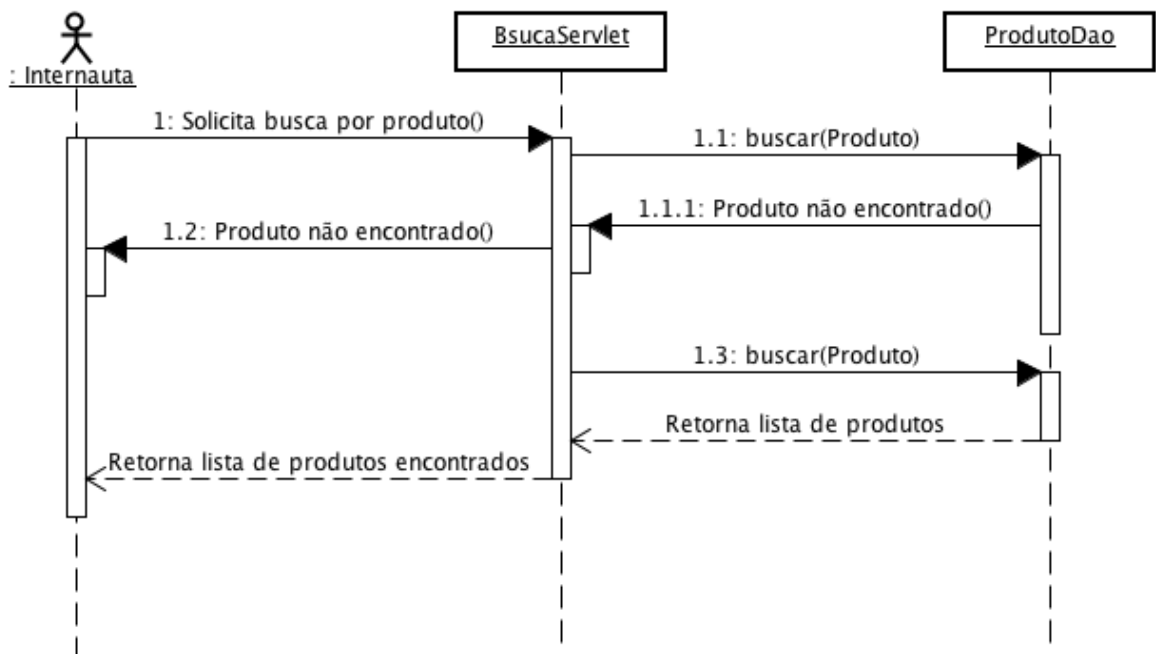 BsucaServlet
ProdutoDao
: Internauta
1: Solicita busca por produto()
1.1: buscar(Produto)
1.1.1: Produto não encontrado()
1.2: Produto não encontrado()
1.3: buscar(Produto)
Retorna lista de produtos
Retorna lista de produtos encontrados